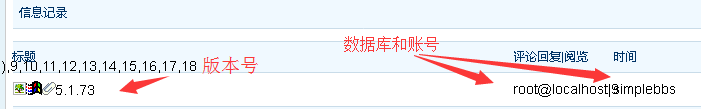 信息记录
数据库和账号
标题 评论回复|阅览 时间
),9,10,11,12,13,14,15,16,17,18 版本号
5.1.73 root@localhost|9 simplebbs